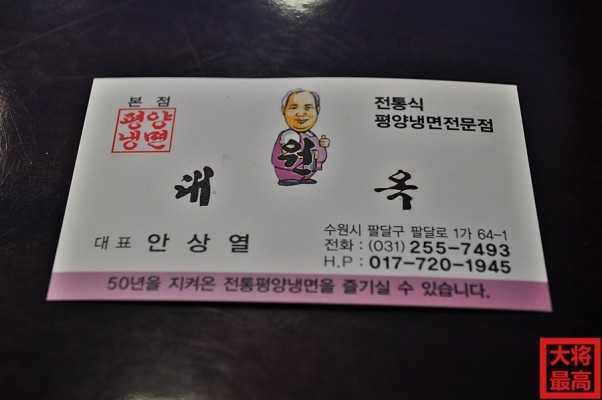 본 점
평양
냉면
전통식
평양냉면전문점
대 원 옥
대 표 안 상 열
수원시 팔달구 팔달로 1가 64-1
전화 : (031) 255-7493
H.P : 017-720-1945
50년을 지켜온 전통평양냉면을 즐기실 수 있습니다.
大将
最高